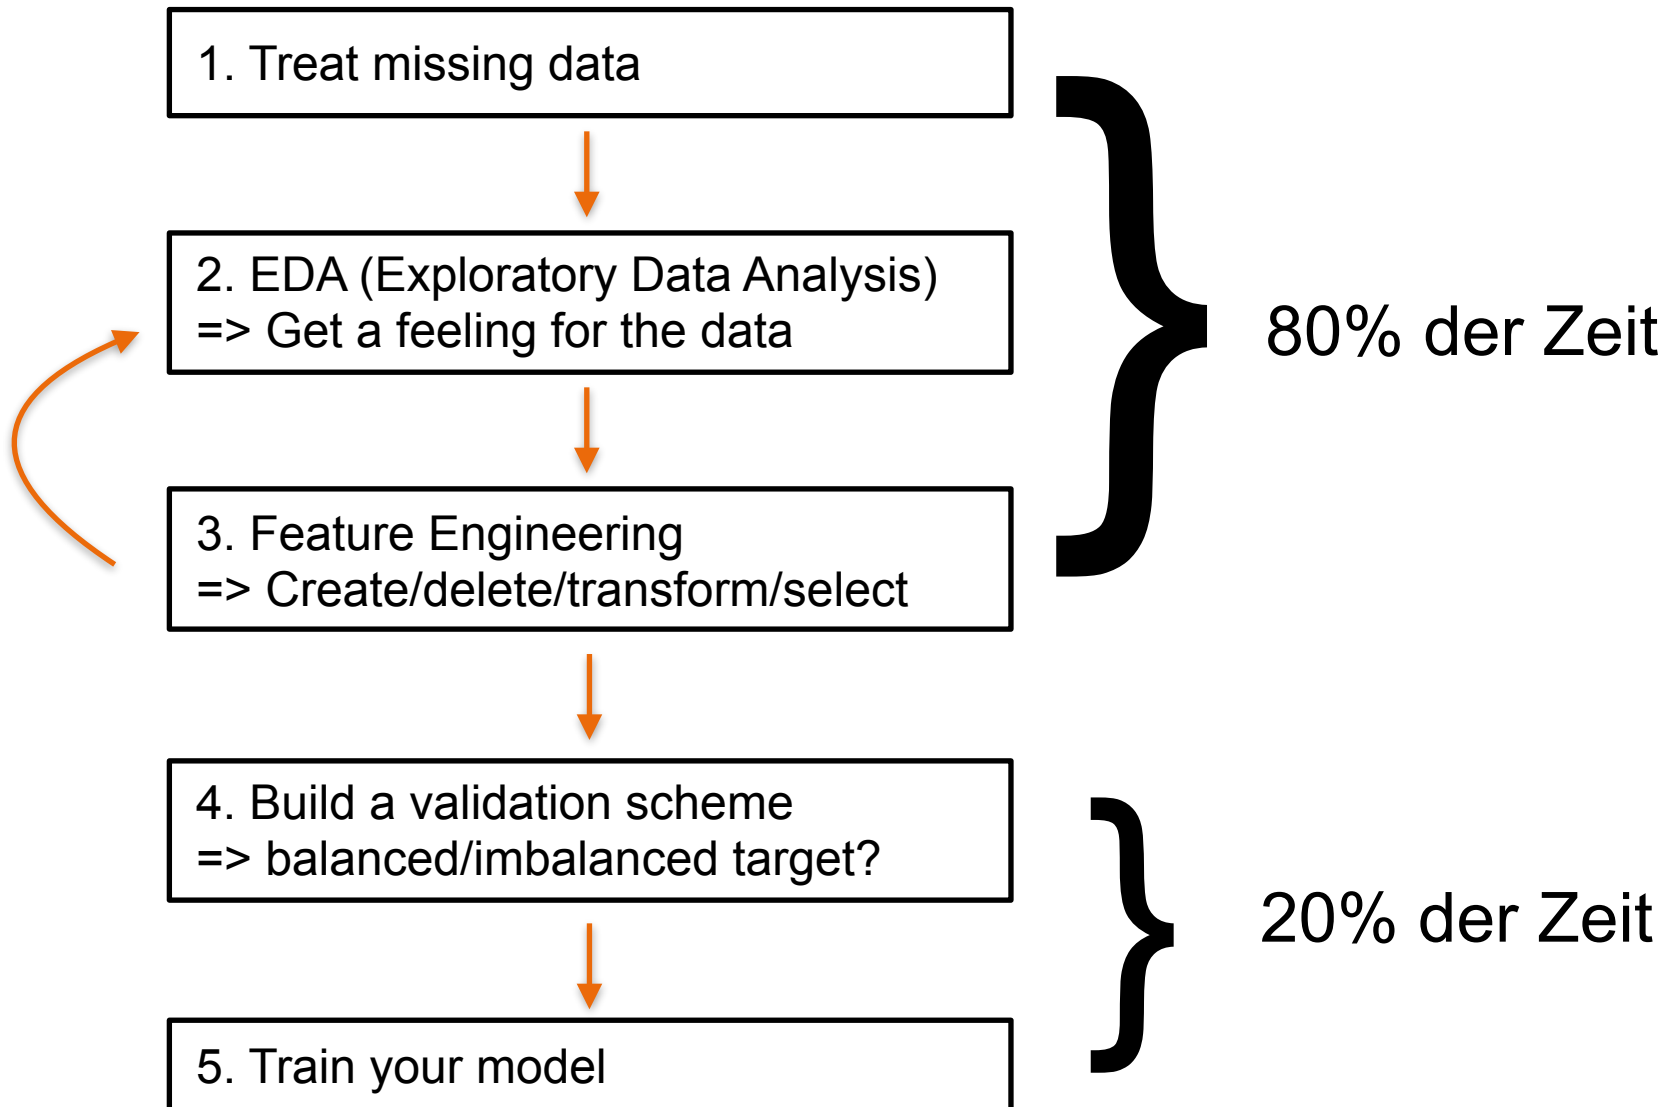 1. Treat missing data
2. EDA (Exploratory Data Analysis)
=> Get a feeling for the data
80% der Zeit
3. Feature Engineering
=> Create/delete/transform/select
4. Build a validation scheme
=> balanced/imbalanced target?
20% der Zeit
5. Train your model